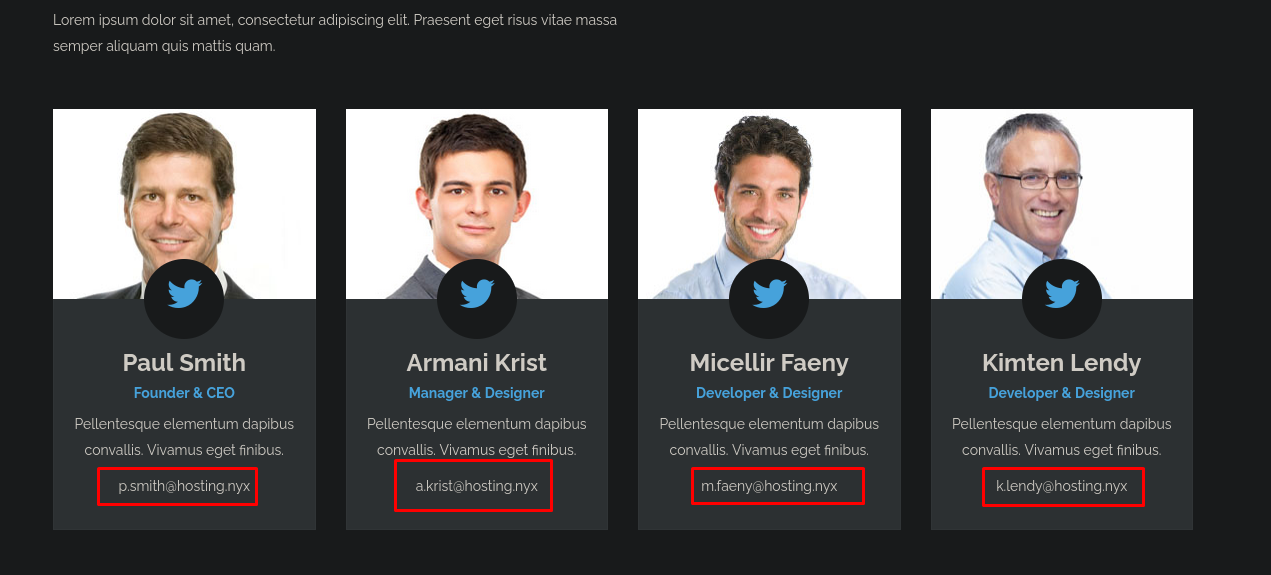 Lorem ipsum dolor sit amet, consectetur adipiscing elit. Praesent eget risus vitae massa
semper aliquam quis mattis quam.
Paul Smith
Founder & CEO
Pellentesque elementum dapibus
convallis. Vivamus eget finibus.
p.smith@hosting.nyx
Armani Krist
Manager & Designer
Pellentesque elementum dapibus
convallis. Vivamus eget finibus.
a.krist@hosting.nyx
Micellir Faeny
Developer & Designer
Pellentesque elementum dapibus
convallis. Vivamus eget finibus.
m.faeny@hosting.nyx
Kimten Lendy
Developer & Designer
Pellentesque elementum dapibus
convallis. Vivamus eget finibus.
k.lendy@hosting.nyx